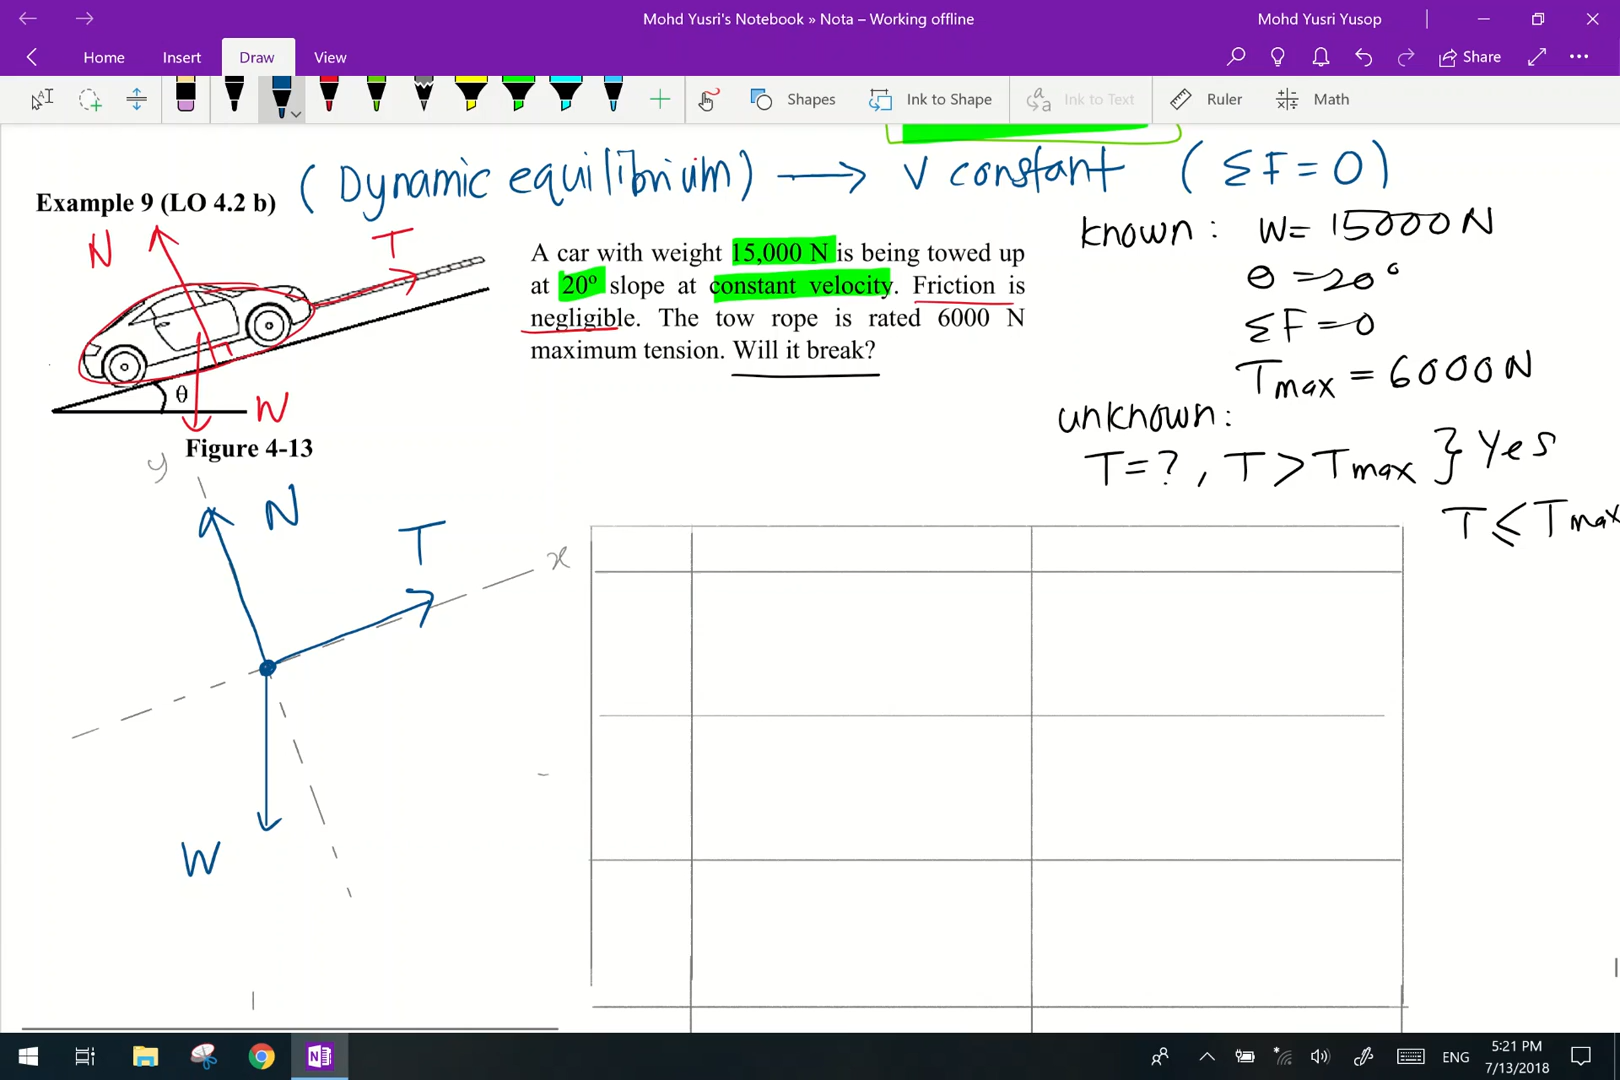 Mohd Yusri's Notebook » Nota – Working offline
Mohd Yusri Yusop
Home Insert Draw View
Share
Shapes Ink to Shape Ink to Text Ruler Math
(Dynamic equilibrium) → v constant (ΣF = 0)
Example 9 (LO 4.2 b)
N
T
θ
W
Figure 4-13
A car with weight 15,000 N is being towed up
at 20º slope at constant velocity. Friction is
negligible. The tow rope is rated 6000 N
maximum tension. Will it break?
known: W= 15000 N
θ =20°
ΣF =0
Tmax = 6000N
unknown:
T=?, T > Tmax } Yes
T ≤ Tmax
y
N
T
x
W
ENG
5:21 PM
7/13/2018